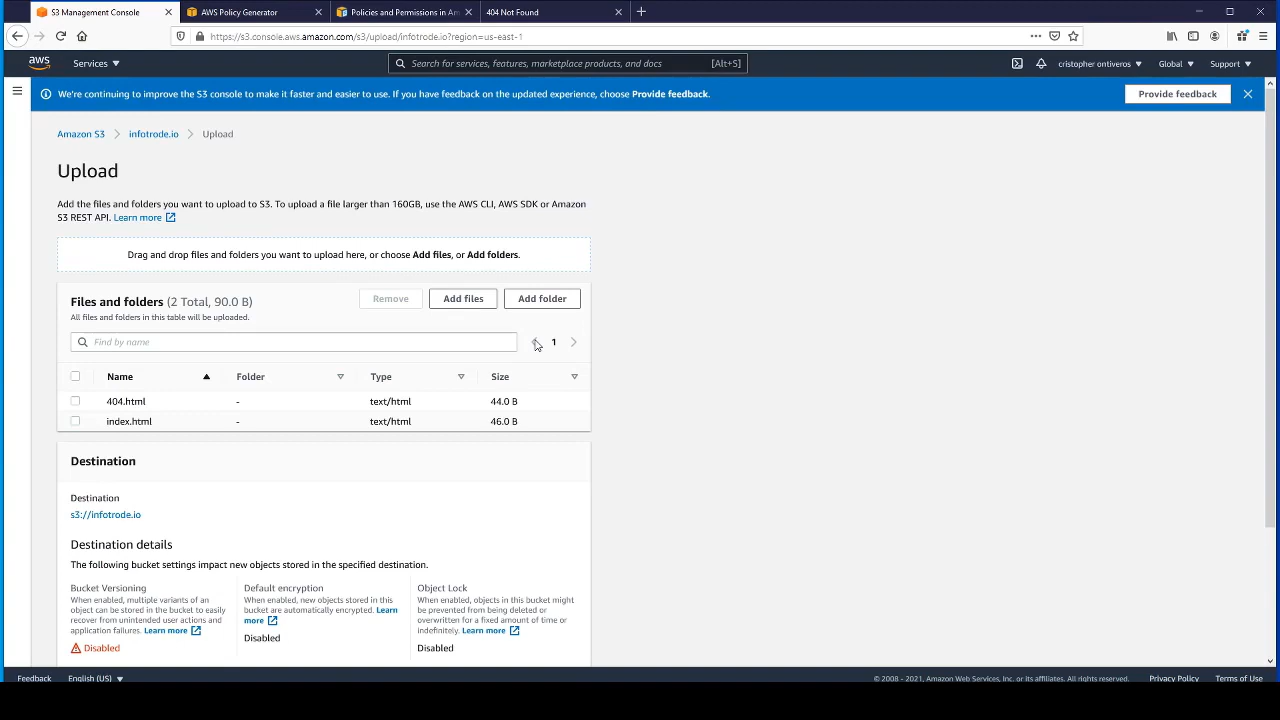 S3 Management Console
AWS Policy Generator
Policies and Permissions in Am
404 Not Found
https://s3.console.aws.amazon.com/s3/upload/infotrode.io?region=us-east-1
aws
Services
Search for services, features, marketplace products, and docs [Alt+S]
cristopher ontiveros
Global
Support
We're continuing to improve the S3 console to make it faster and easier to use. If you have feedback on the updated experience, choose Provide feedback.
Provide feedback
Amazon S3 infotrode.io Upload
Upload
Add the files and folders you want to upload to S3. To upload a file larger than 160GB, use the AWS CLI, AWS SDK or Amazon
S3 REST API. Learn more
Drag and drop files and folders you want to upload here, or choose Add files, or Add folders.
Files and folders (2 Total, 90.0 B)
Remove
Add files
Add folder
All files and folders in this table will be uploaded.
Find by name
1
Name Folder Type Size
404.html - text/html 44.0 B
index.html - text/html 46.0 B
Destination
Destination
s3://infotrode.io
Destination details
The following bucket settings impact new objects stored in the specified destination.
Bucket Versioning
When enabled, multiple variants of an
object can be stored in the bucket to easily
recover from unintended user actions and
application failures. Learn more
Disabled
Default encryption
When enabled, new objects stored in this
bucket are automatically encrypted. Learn
more
Disabled
Object Lock
When enabled, objects in this bucket might
be prevented from being deleted or
overwritten for a fixed amount of time or
indefinitely. Learn more
Disabled
Feedback
English (US)
© 2008 - 2021, Amazon Web Services, Inc. or its affiliates. All rights reserved.
Privacy Policy
Terms of Use